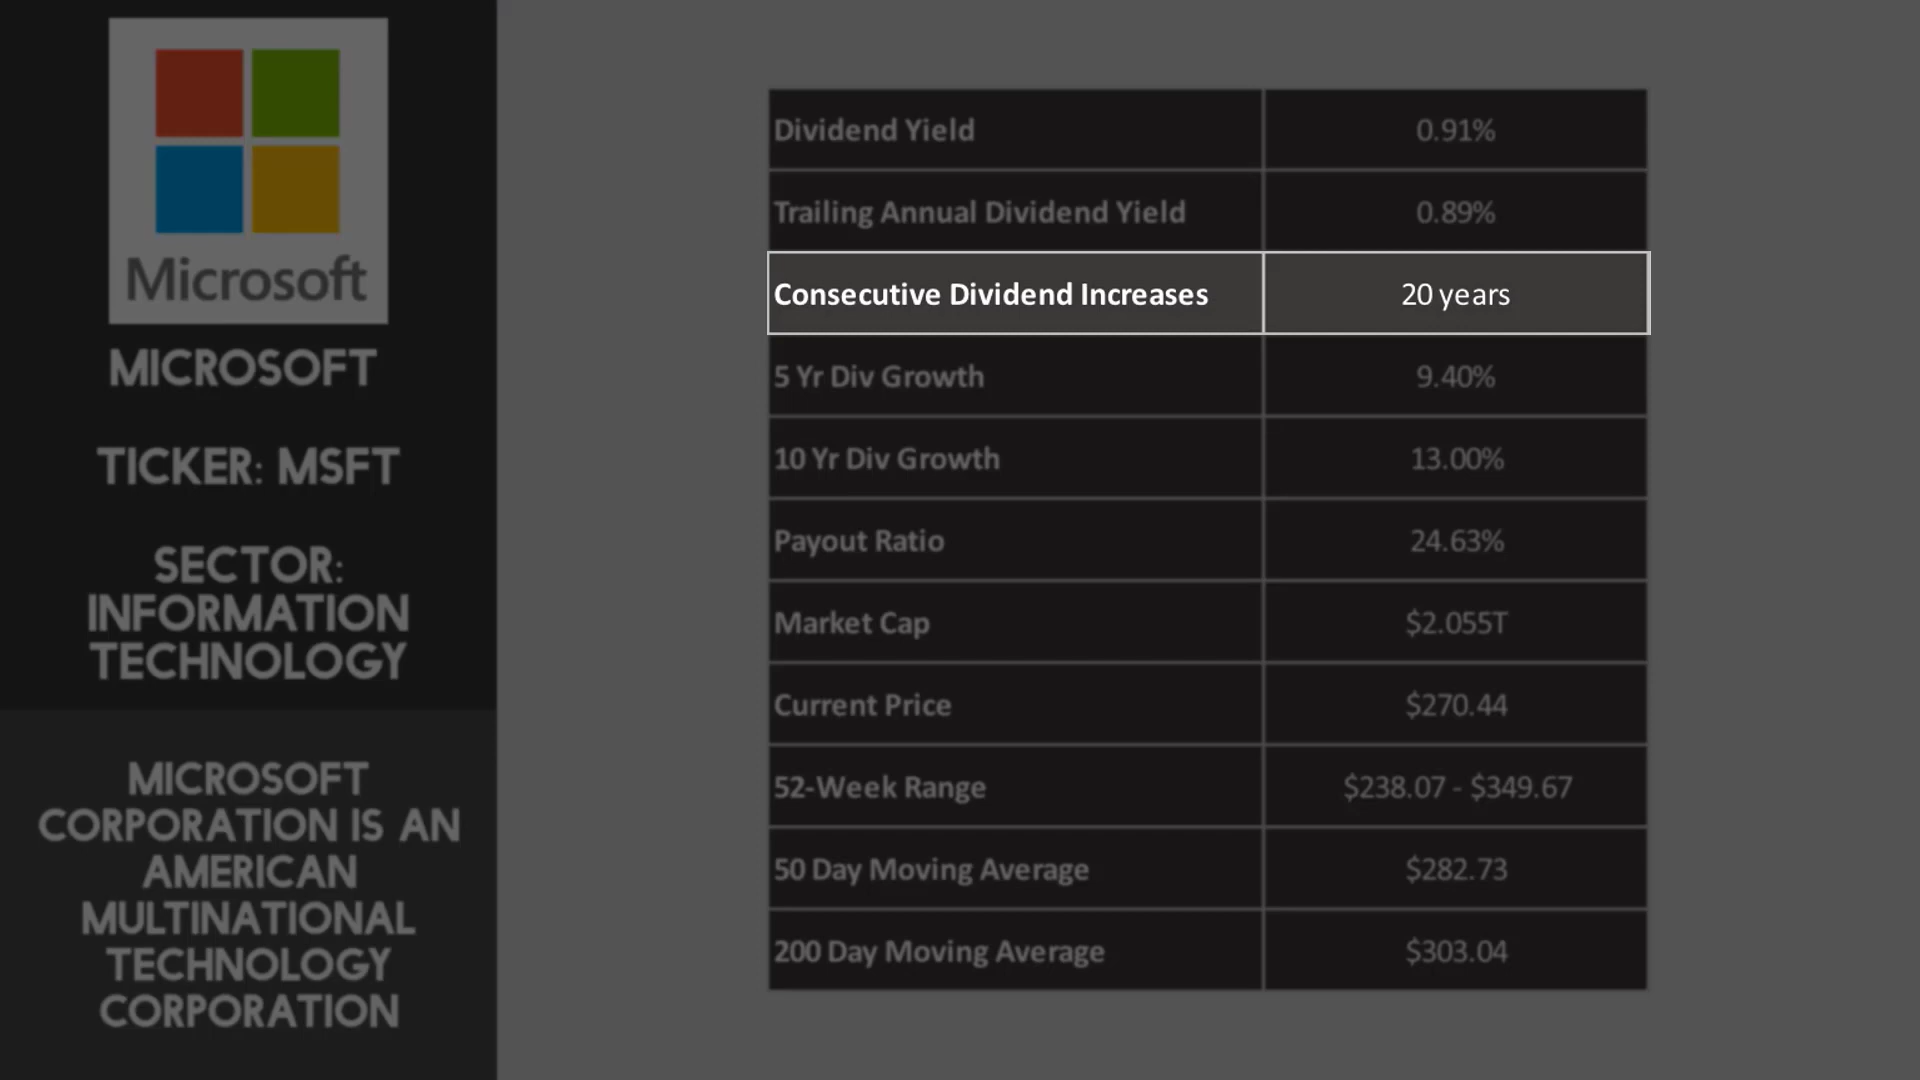 Microsoft
MICROSOFT
TICKER: MSFT
SECTOR:
INFORMATION
TECHNOLOGY
MICROSOFT
CORPORATION IS AN
AMERICAN
MULTINATIONAL
TECHNOLOGY
CORPORATION
Dividend Yield 0.91%
Trailing Annual Dividend Yield 0.89%
Consecutive Dividend Increases 20 years
5 Yr Div Growth 9.40%
10 Yr Div Growth 13.00%
Payout Ratio 24.63%
Market Cap $2.055T
Current Price $270.44
52-Week Range $238.07 - $349.67
50 Day Moving Average $282.73
200 Day Moving Average $303.04